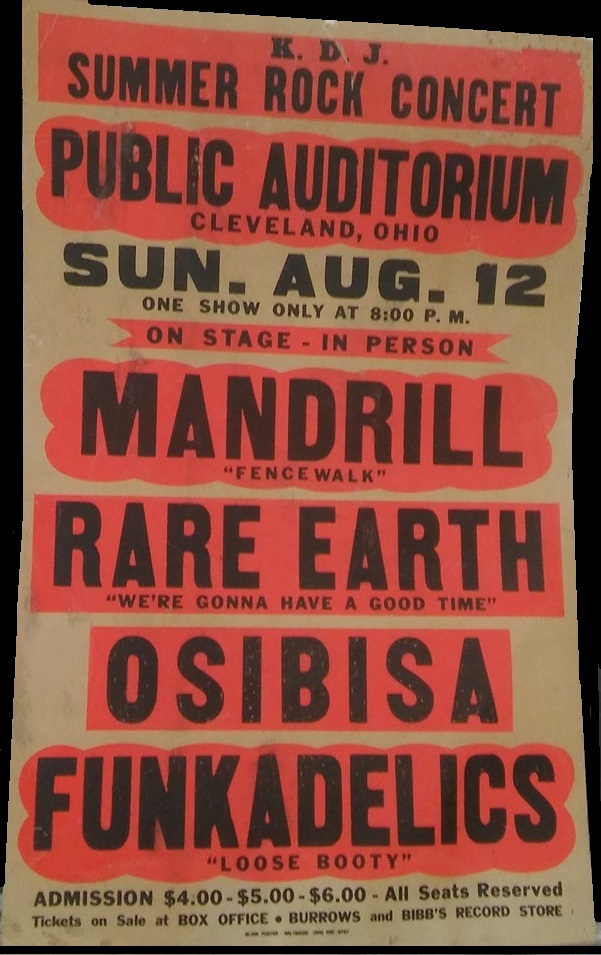 K. D. J.
SUMMER ROCK CONCERT
PUBLIC AUDITORIUM
CLEVELAND, OHIO
SUN. AUG. 12
ONE SHOW ONLY AT 8:00 P. M.
ON STAGE - IN PERSON
MANDRILL
"FENCEWALK"
RARE EARTH
"WE'RE GONNA HAVE A GOOD TIME"
OSIBISA
FUNKADELICS
"LOOSE BOOTY"
ADMISSION $4.00 - $5.00 - $6.00 - All Seats Reserved
Tickets on Sale at BOX OFFICE • BURROWS and BIBB'S RECORD STORE